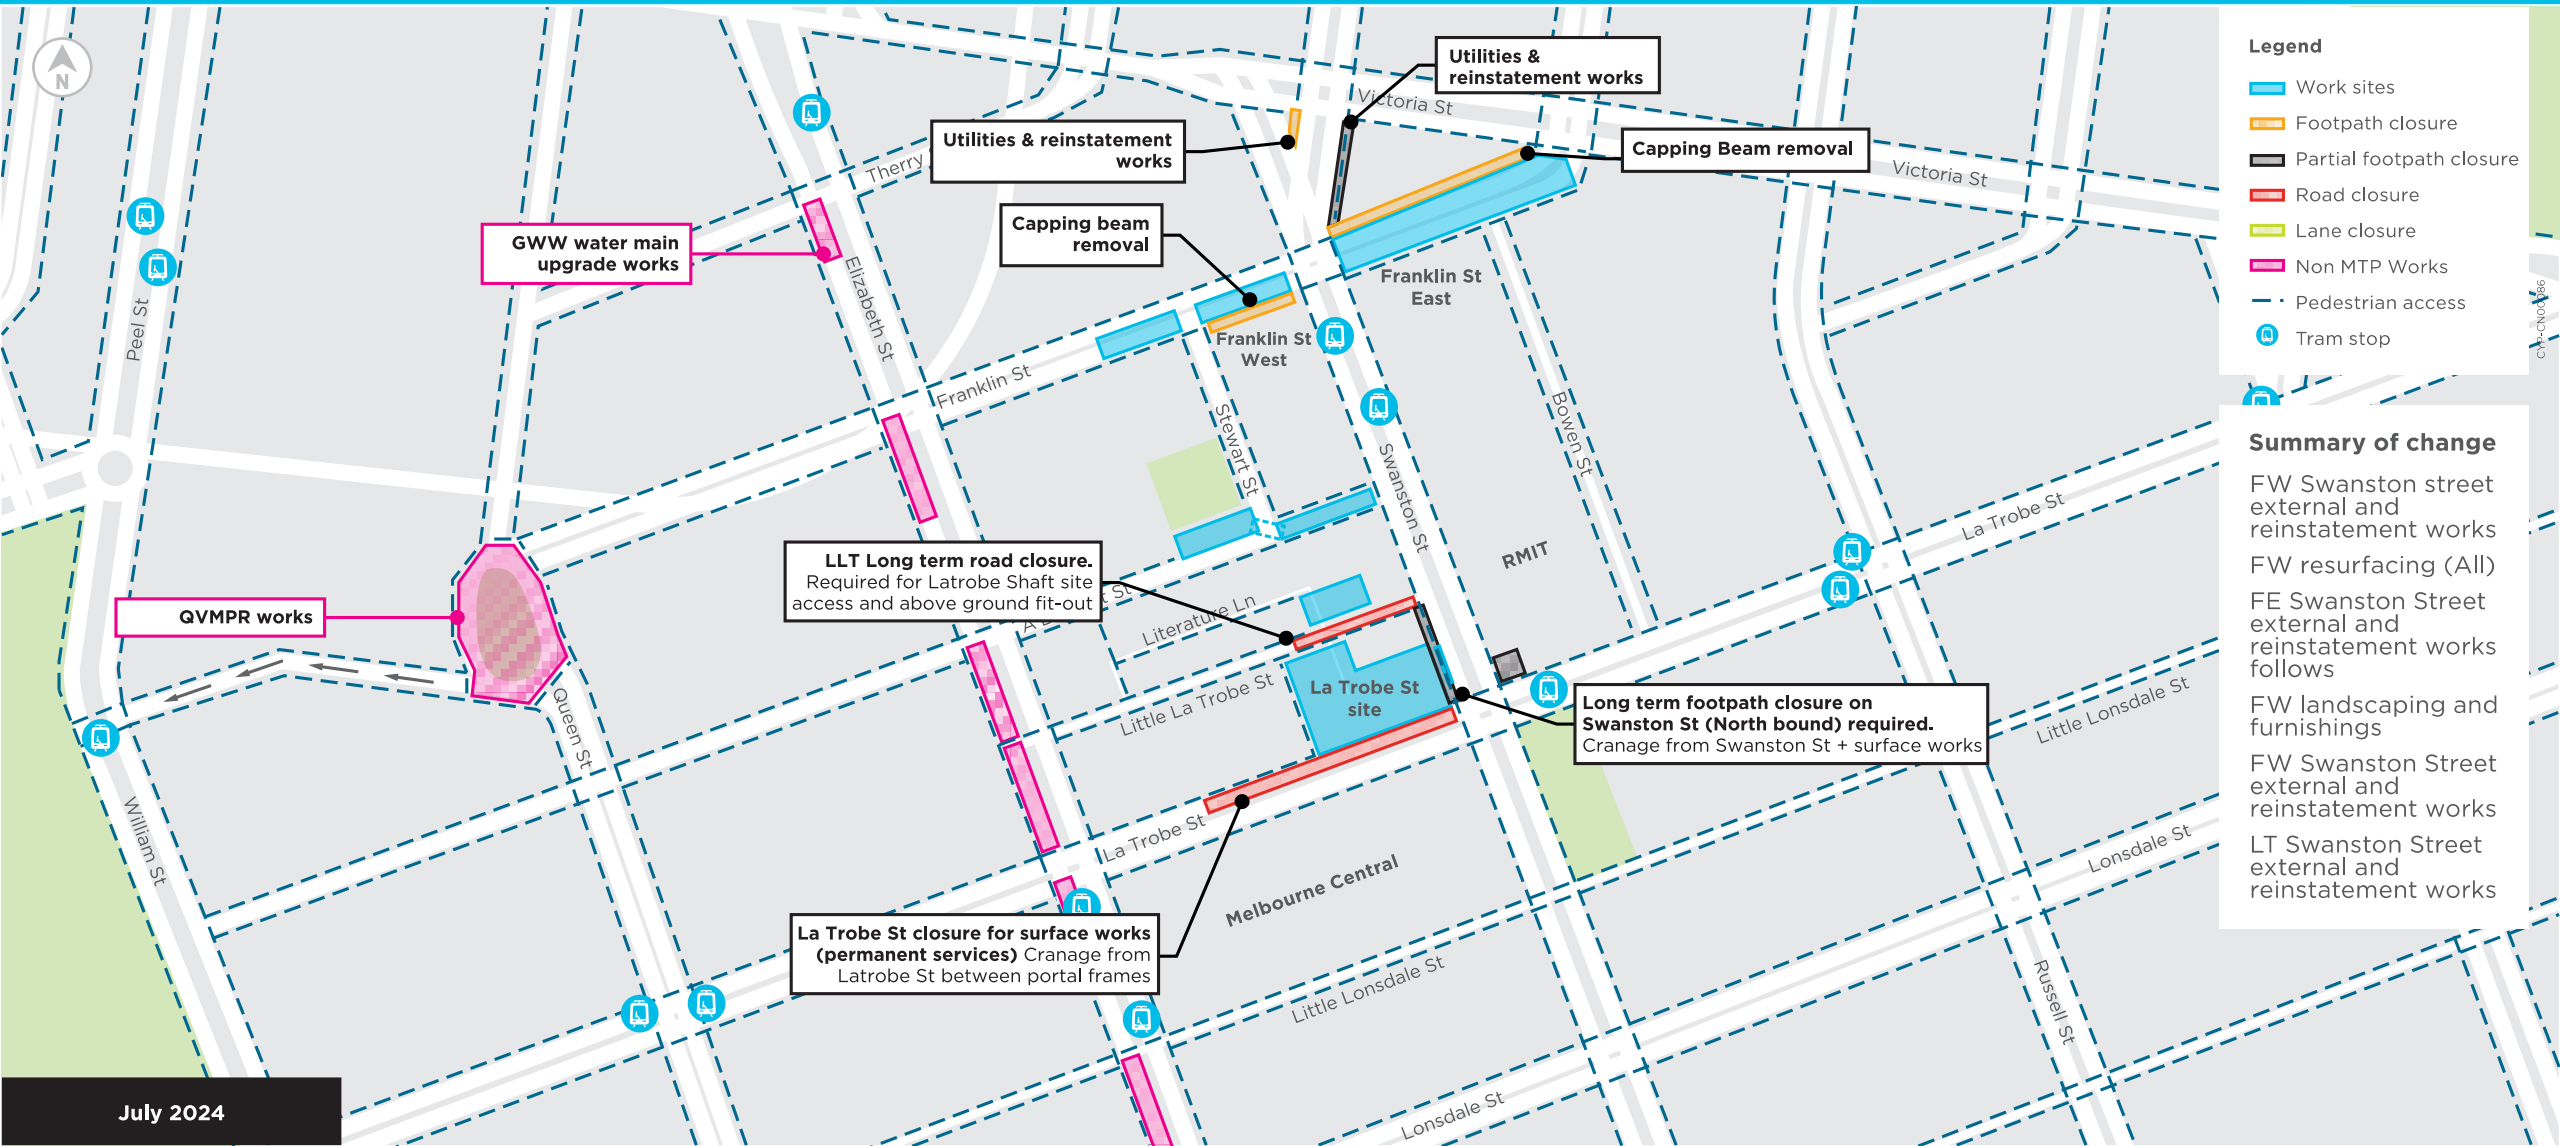 N
Utilities &
reinstatement works
Victoria St
Utilities & reinstatement
works
Therry
Capping Beam removal
Victoria St
Capping beam
removal
GWW water main
upgrade works
Elizabeth St
Peel St
Franklin St
East
Franklin St
West
Franklin St
Stewart St
Bowen St
Swanston St
La Trobe St
RMIT
LLT Long term road closure.
Required for Latrobe Shaft site
access and above ground fit-out
Literature Ln
QVMPR works
Little La Trobe St
La Trobe St
site
Long term footpath closure on
Swanston St (North bound) required.
Cranage from Swanston St + surface works
Little Lonsdale St
Queen St
William St
La Trobe St
Melbourne Central
Lonsdale St
La Trobe St closure for surface works
(permanent services) Cranage from
Latrobe St between portal frames
Little Lonsdale St
Russell St
Lonsdale St
July 2024
Legend
Work sites
Footpath closure
Partial footpath closure
Road closure
Lane closure
Non MTP Works
Pedestrian access
Tram stop
Summary of change
FW Swanston street
external and
reinstatement works
FW resurfacing (All)
FE Swanston Street
external and
reinstatement works
follows
FW landscaping and
furnishings
FW Swanston Street
external and
reinstatement works
LT Swanston Street
external and
reinstatement works